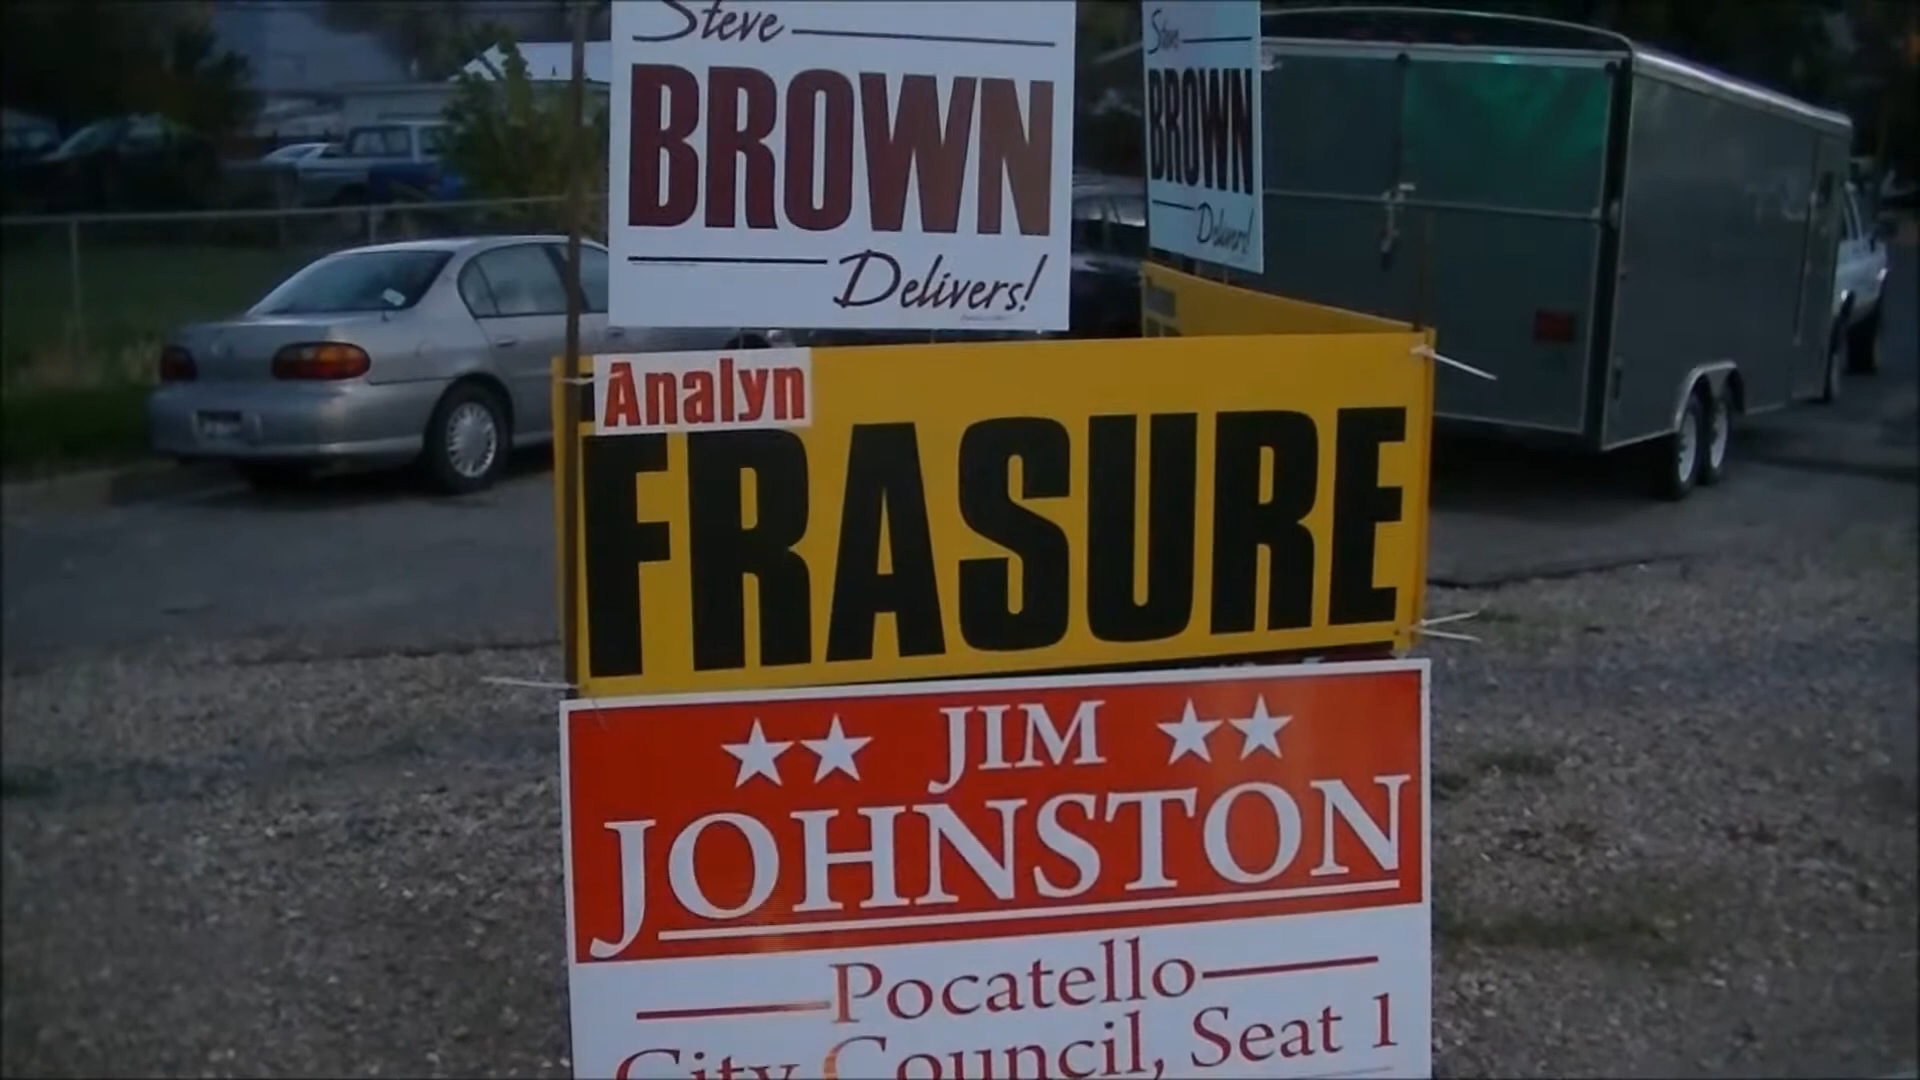 Steve
BROWN
Delivers!
Steve
BROWN
Delivers!
Analyn
FRASURE
JIM
JOHNSTON
Pocatello
City Council, Seat 1